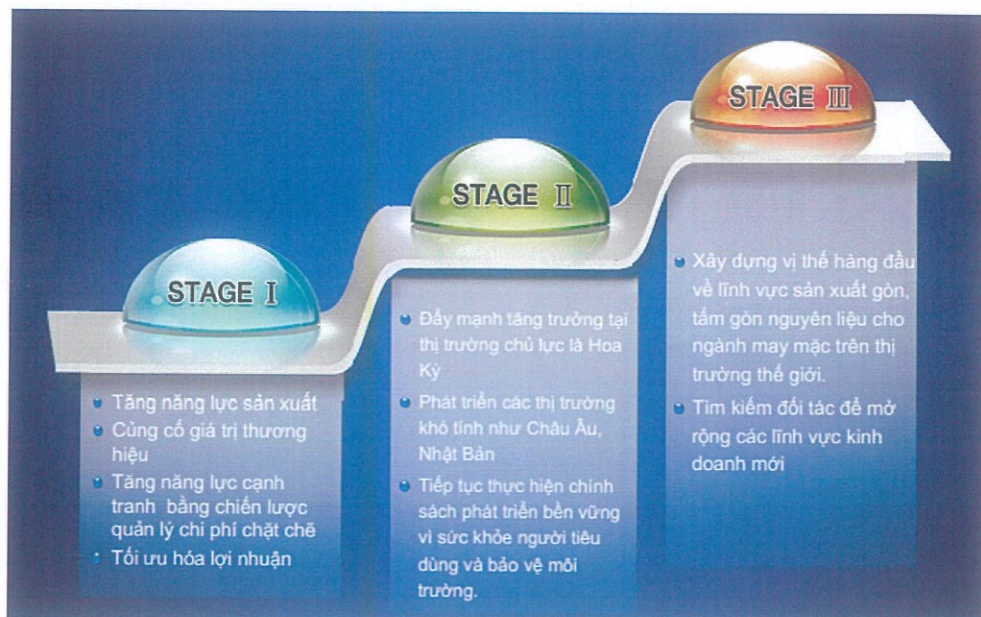 STAGE I
Tăng năng lực sản xuất
Củng cố giá trị thương
hiệu
Tăng năng lực cạnh
tranh bằng chiến lược
quản lý chi phí chặt chẽ
Tối ưu hóa lợi nhuận
STAGE II
Đẩy mạnh tăng trưởng tại
thị trường chủ lực là Hoa
Kỳ
Phát triển các thị trường
khó tính như Châu Âu,
Nhật Bản
Tiếp tục thực hiện chính
sách phát triển bền vững
vì sức khỏe người tiêu
dùng và bảo vệ môi
trường.
STAGE III
Xây dựng vị thế hàng đầu
về lĩnh vực sản xuất gòn,
tấm gòn nguyên liệu cho
ngành may mặc trên thị
trường thế giới.
Tìm kiếm đối tác để mở
rộng các lĩnh vực kinh
doanh mới